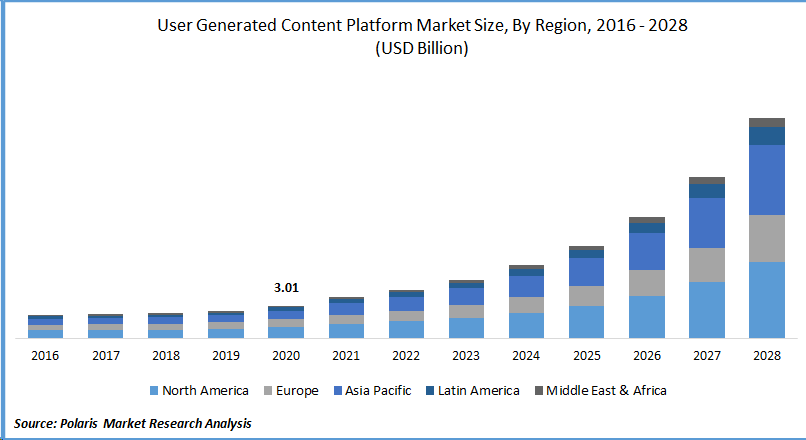 User Generated Content Platform Market Size, By Region, 2016 - 2028
(USD Billion)
3.01
2016 2017 2018 2019 2020 2021 2022 2023 2024 2025 2026 2027 2028
North America Europe Asia Pacific Latin America Middle East & Africa
Source: Polaris Market Research Analysis